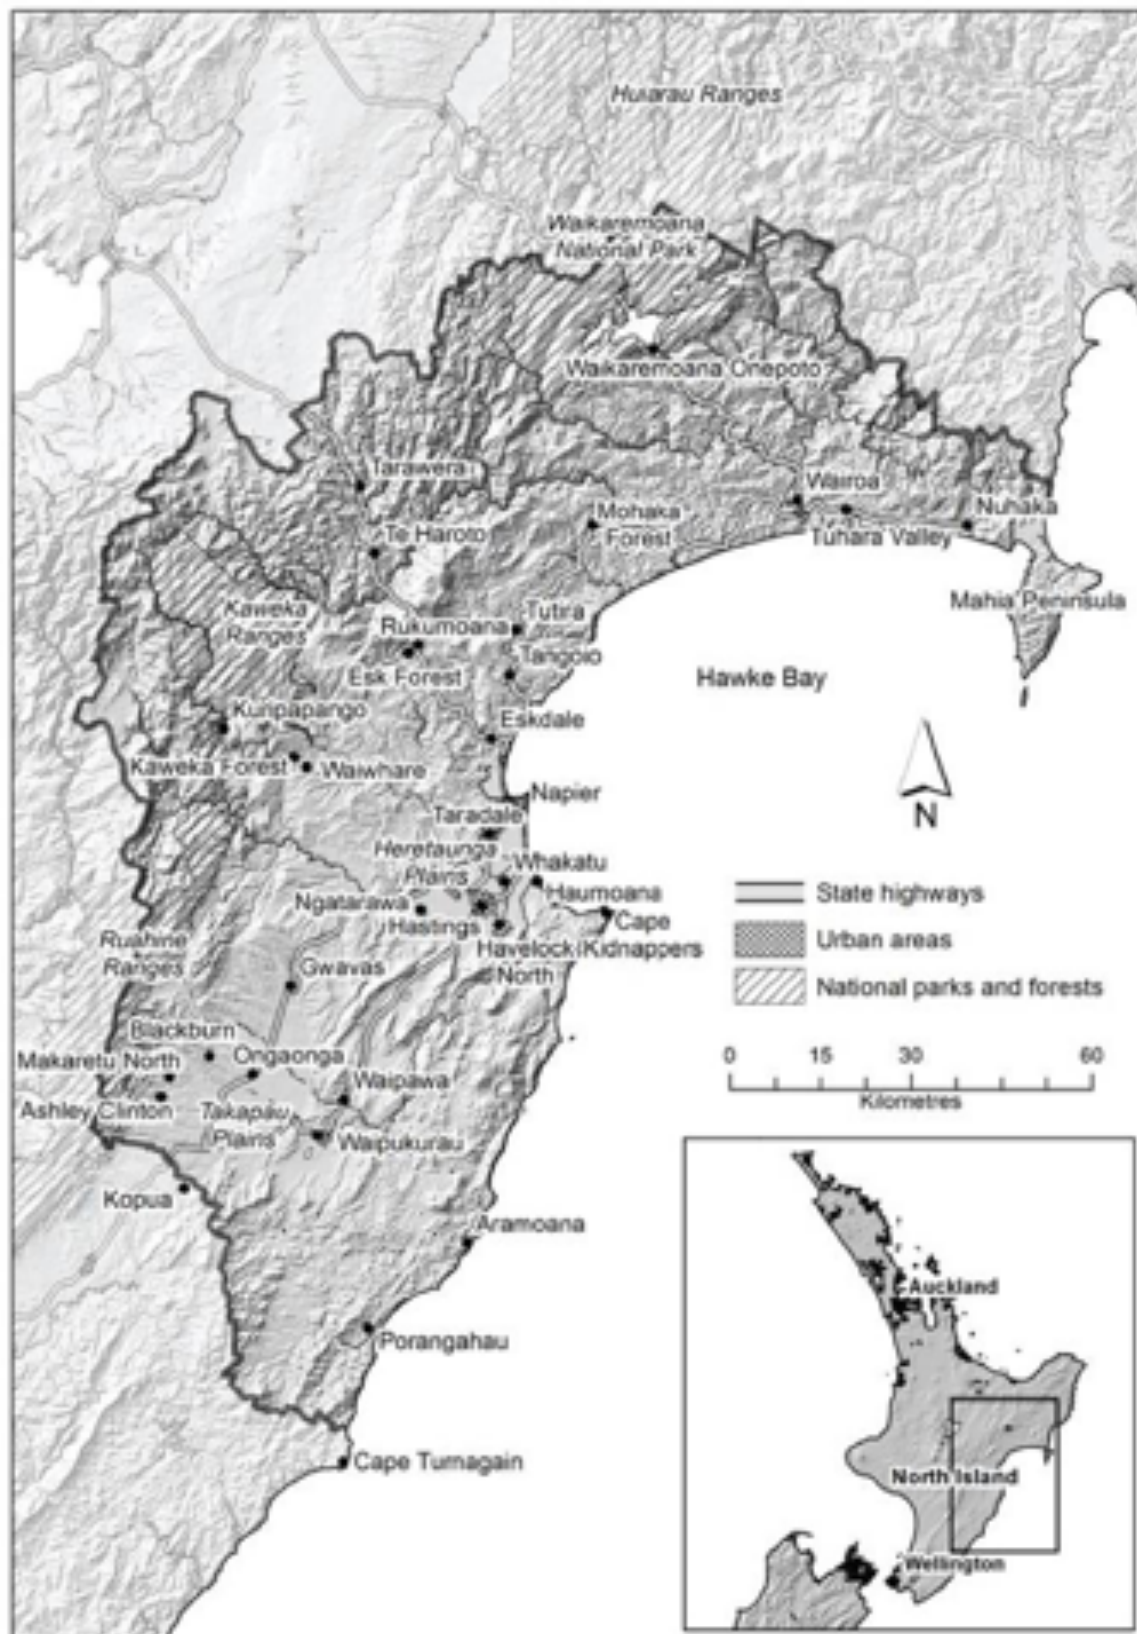 Huiarau Ranges
Waikaremoana
National Park
Waikaremoana Onepoto
Tarawera
Wairoa
Nuhaka
Mohaka
Forest
Tuhara Valley
Te Haroto
Mahia Peninsula
Kaweka
Ranges
Tutira
Rukumoana
Tangoio
Esk Forest
Hawke Bay
Kuripapango
Eskdale
Kaweka Forest
Waiwhare
Napier
Taradale
N
Heretaunga
Plains
Whakatu
Haumoana
Ngatarawa
Hastings
Cape
Kidnappers
Havelock
North
State highways
Urban areas
National parks and forests
Ruahine
Ranges
Gwavas
Blackburn
Makaretu North
Ongaonga
Waipawa
Ashley Clinton
Takapau
Plains
Waipukurau
0 15 30 60
Kilometres
Kopua
Aramoana
Porangahau
Cape Turnagain
Auckland
North Island
Wellington